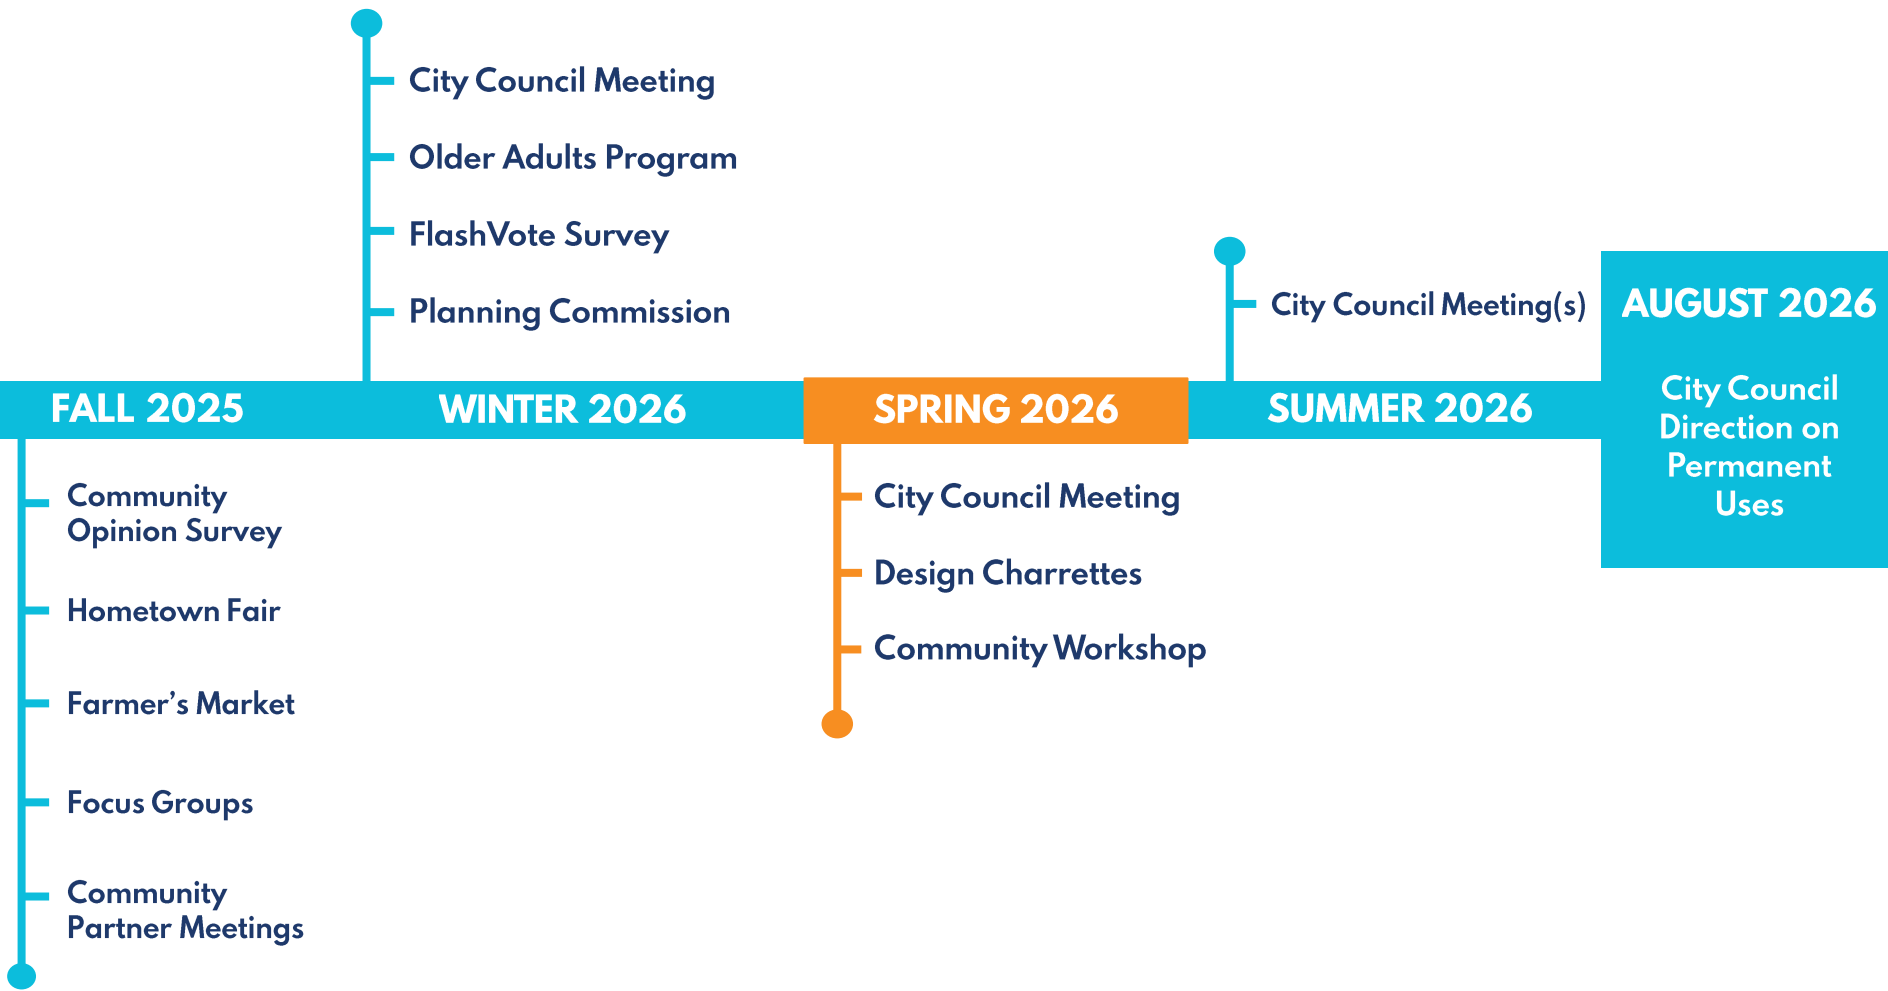 City Council Meeting
Older Adults Program
FlashVote Survey
Planning Commission
City Council Meeting(s)
FALL 2025
WINTER 2026
SPRING 2026
SUMMER 2026
AUGUST 2026
City Council
Direction on
Permanent
Uses
Community
Opinion Survey
Hometown Fair
Farmer’s Market
Focus Groups
Community
Partner Meetings
City Council Meeting
Design Charrettes
Community Workshop